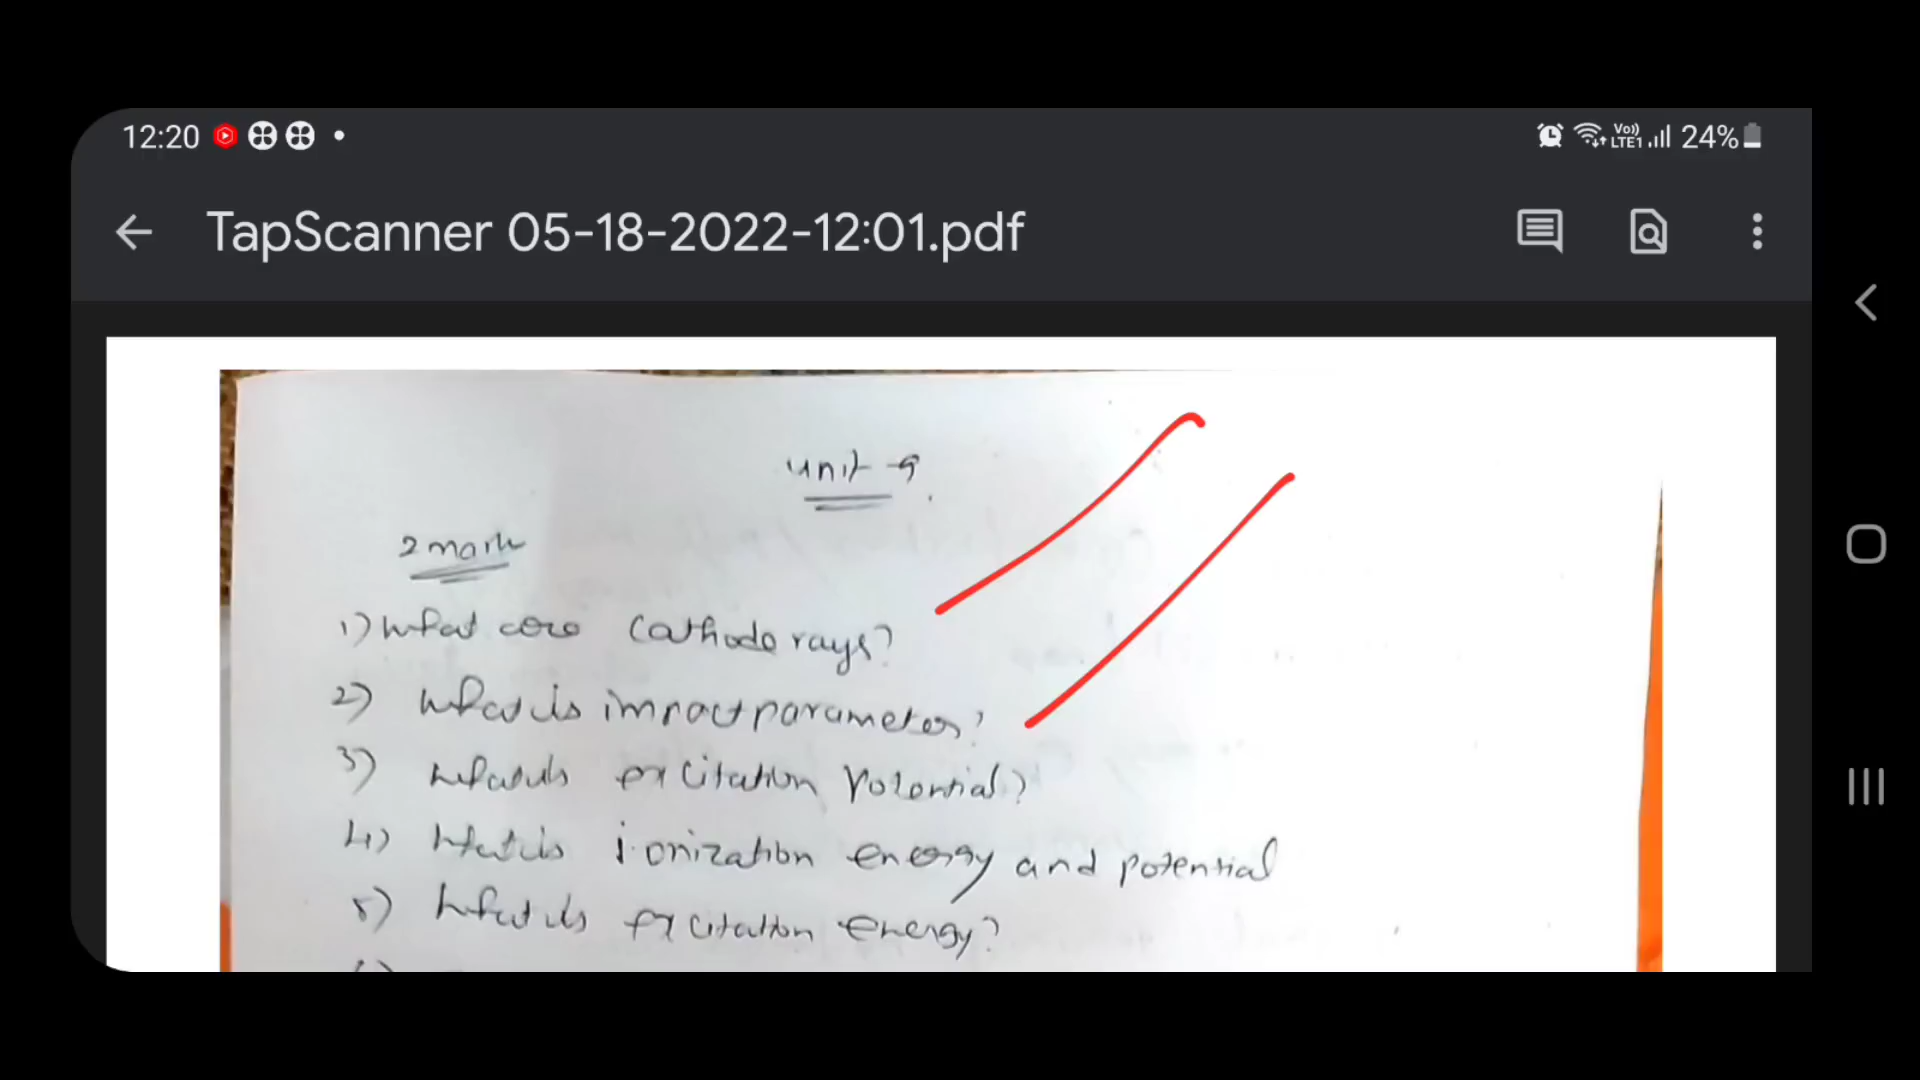 12:20
Vo)) LTE1 24%
TapScanner 05-18-2022-12:01.pdf
unit-9
2 mark
1) What are Cathode rays?
2) What is impact parameter?
3) What is excitation Potential?
4) What is ionization energy and potential
5) What is excitation energy?